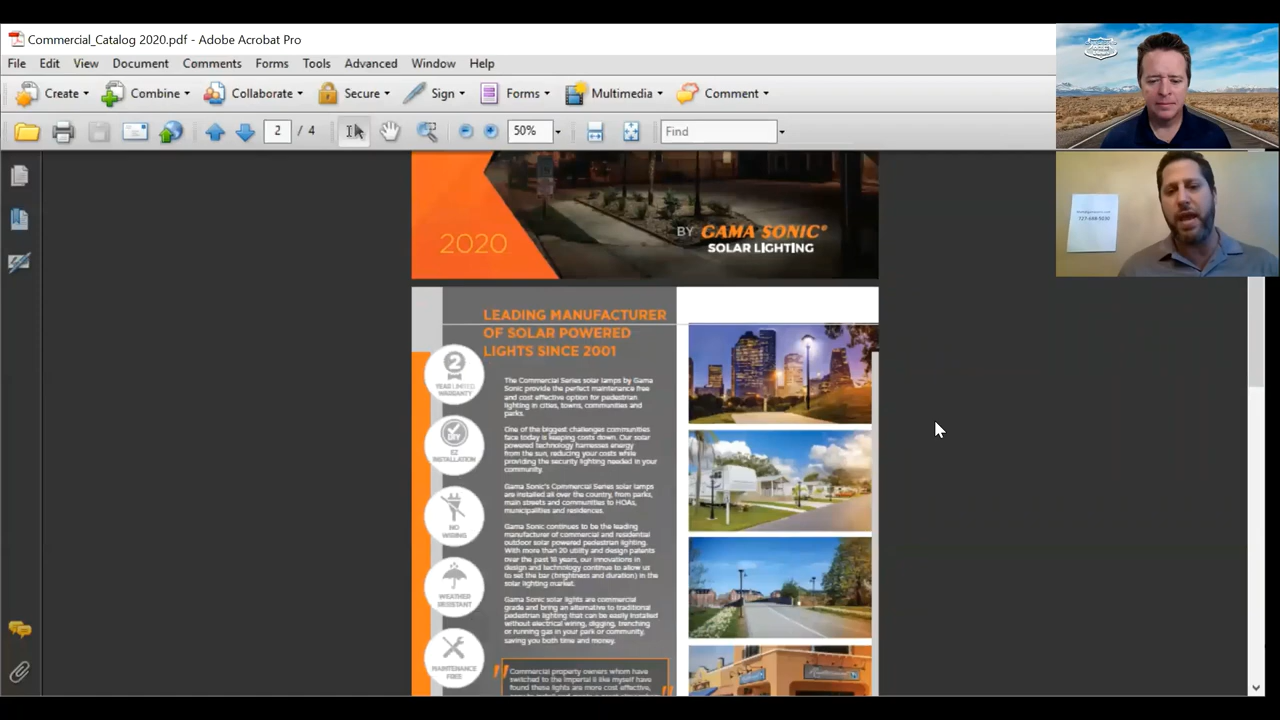 Commercial_Catalog 2020.pdf - Adobe Acrobat Pro
File Edit View Document Comments Forms Tools Advanced Window Help
Create Combine Collaborate Secure Sign Forms Multimedia Comment
2 / 4 50% Find
2020
BY GAMA SONIC®
SOLAR LIGHTING
LEADING MANUFACTURER
OF SOLAR POWERED
LIGHTS SINCE 2001
2
YEAR LIMITED
WARRANTY
DIY
EZ
INSTALLATION
NO
WIRING
WEATHER
RESISTANT
MAINTENANCE
FREE
The Commercial Series solar lamps by Gama
Sonic provide the perfect maintenance free
and cost effective option for pedestrian
lighting in cities, towns, communities and
parks.
One of the biggest challenges communities
face today is keeping costs down. Our solar
powered technology harnesses energy
from the sun, reducing your costs while
providing the security lighting needed in your
community.
Gama Sonic's Commercial Series solar lamps
are installed all over the country, from parks,
main streets and communities to HOAs,
municipalities and residences.
Gama Sonic continues to be the leading
manufacturer of commercial and residential
outdoor solar powered pedestrian lighting.
With more than 20 utility and design patents
over the past 18 years, our innovations in
design and technology continue to allow us
to set the bar (brightness and duration) in the
solar lighting market.
Gama Sonic solar lights are commercial
grade and bring an alternative to traditional
pedestrian lighting that can be easily installed
without electrical wiring, digging, trenching
or running gas in your park or community,
saving you both time and money.
Commercial property owners whom have
switched to the Imperial II like myself have
found these lights are more cost effective,